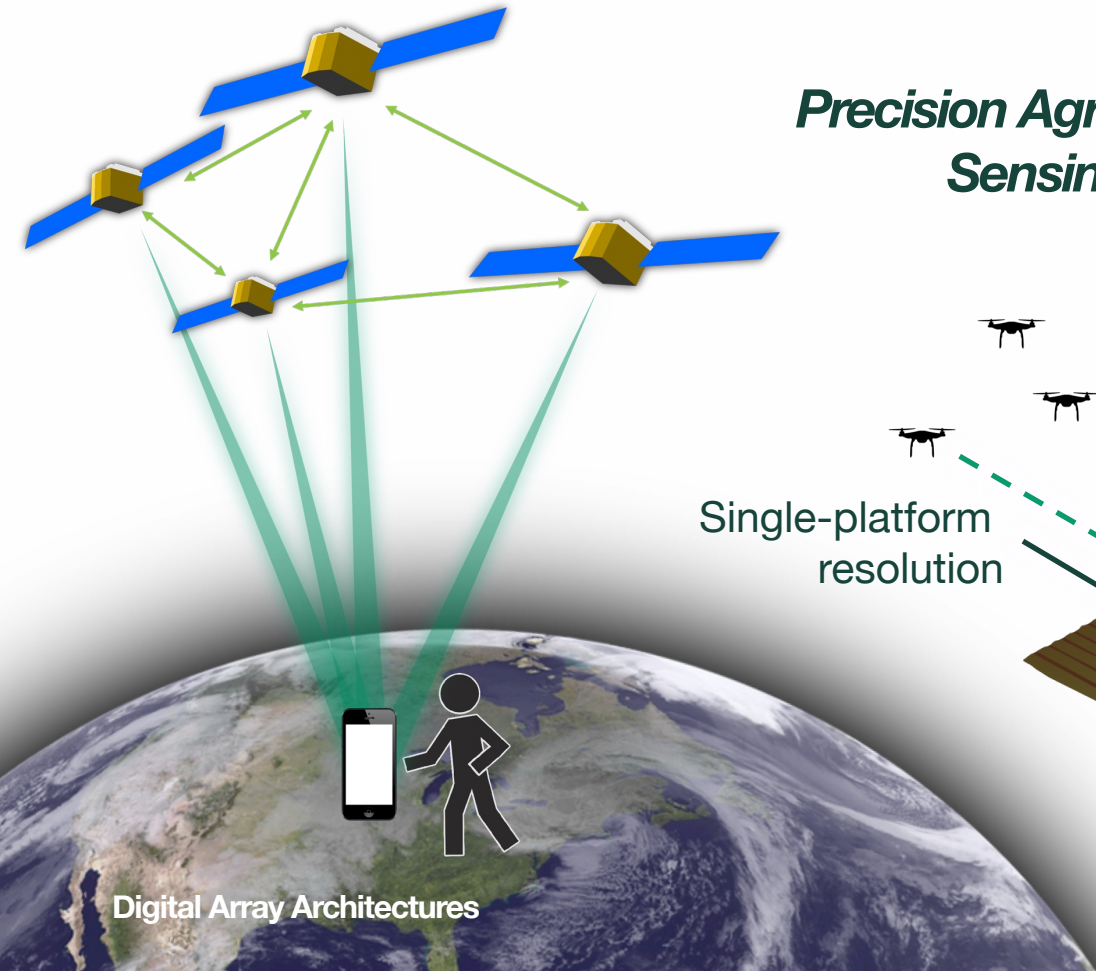 Precision Agr
Sensin
Single-platform
resolution
Digital Array Architectures